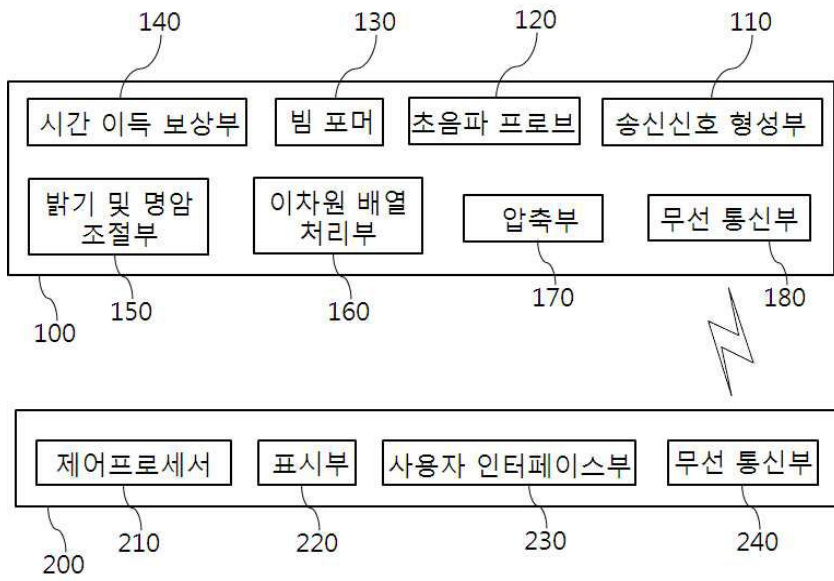 140
130
120
110
시간 이득 보상부
빔 포머
초음파 프로브
송신신호 형성부
밝기 및 명암
조절부
이차원 배열
처리부
압축부
무선 통신부
100
150
160
170
180
제어프로세서
표시부
사용자 인터페이스부
무선 통신부
200
210
220
230
240